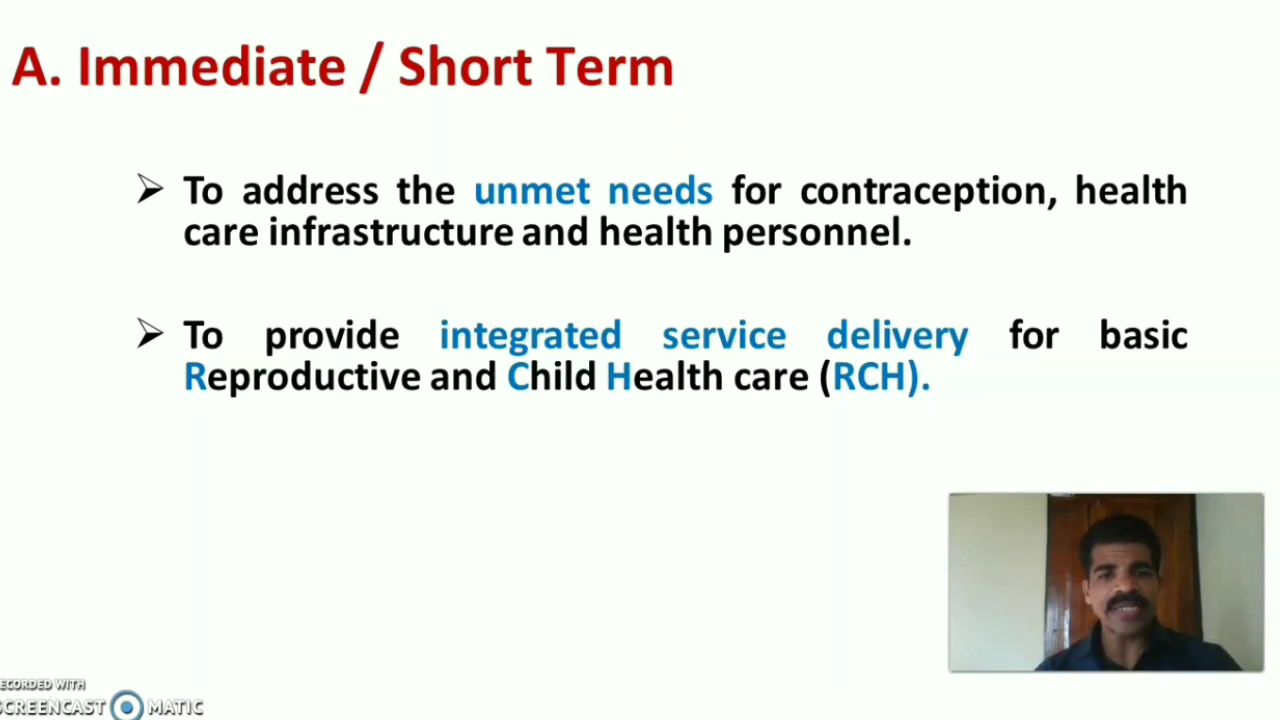 A. Immediate / Short Term
➢ To address the unmet needs for contraception, health
care infrastructure and health personnel.
➢ To provide integrated service delivery for basic
Reproductive and Child Health care (RCH).
ECORDED WITH
SCREENCAST MATIC